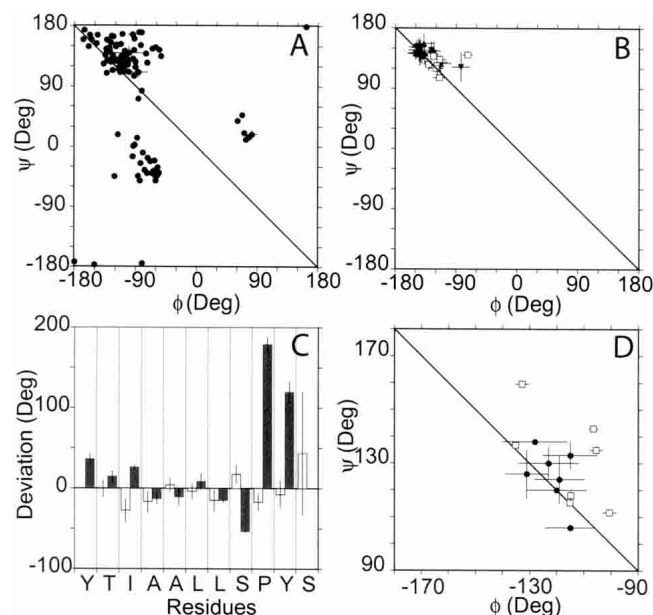 A
180
90
0
-90
-180
ψ (Deg)
-180 -90 0 90 180
ϕ (Deg)
B
180
90
0
-90
-180
ψ (Deg)
-180 -90 0 90 180
ϕ (Deg)
C
200
100
0
-100
Deviation (Deg)
Y T I A A L L S P Y S
Residues
D
170
130
90
ψ (Deg)
-170 -130 -90
ϕ (Deg)